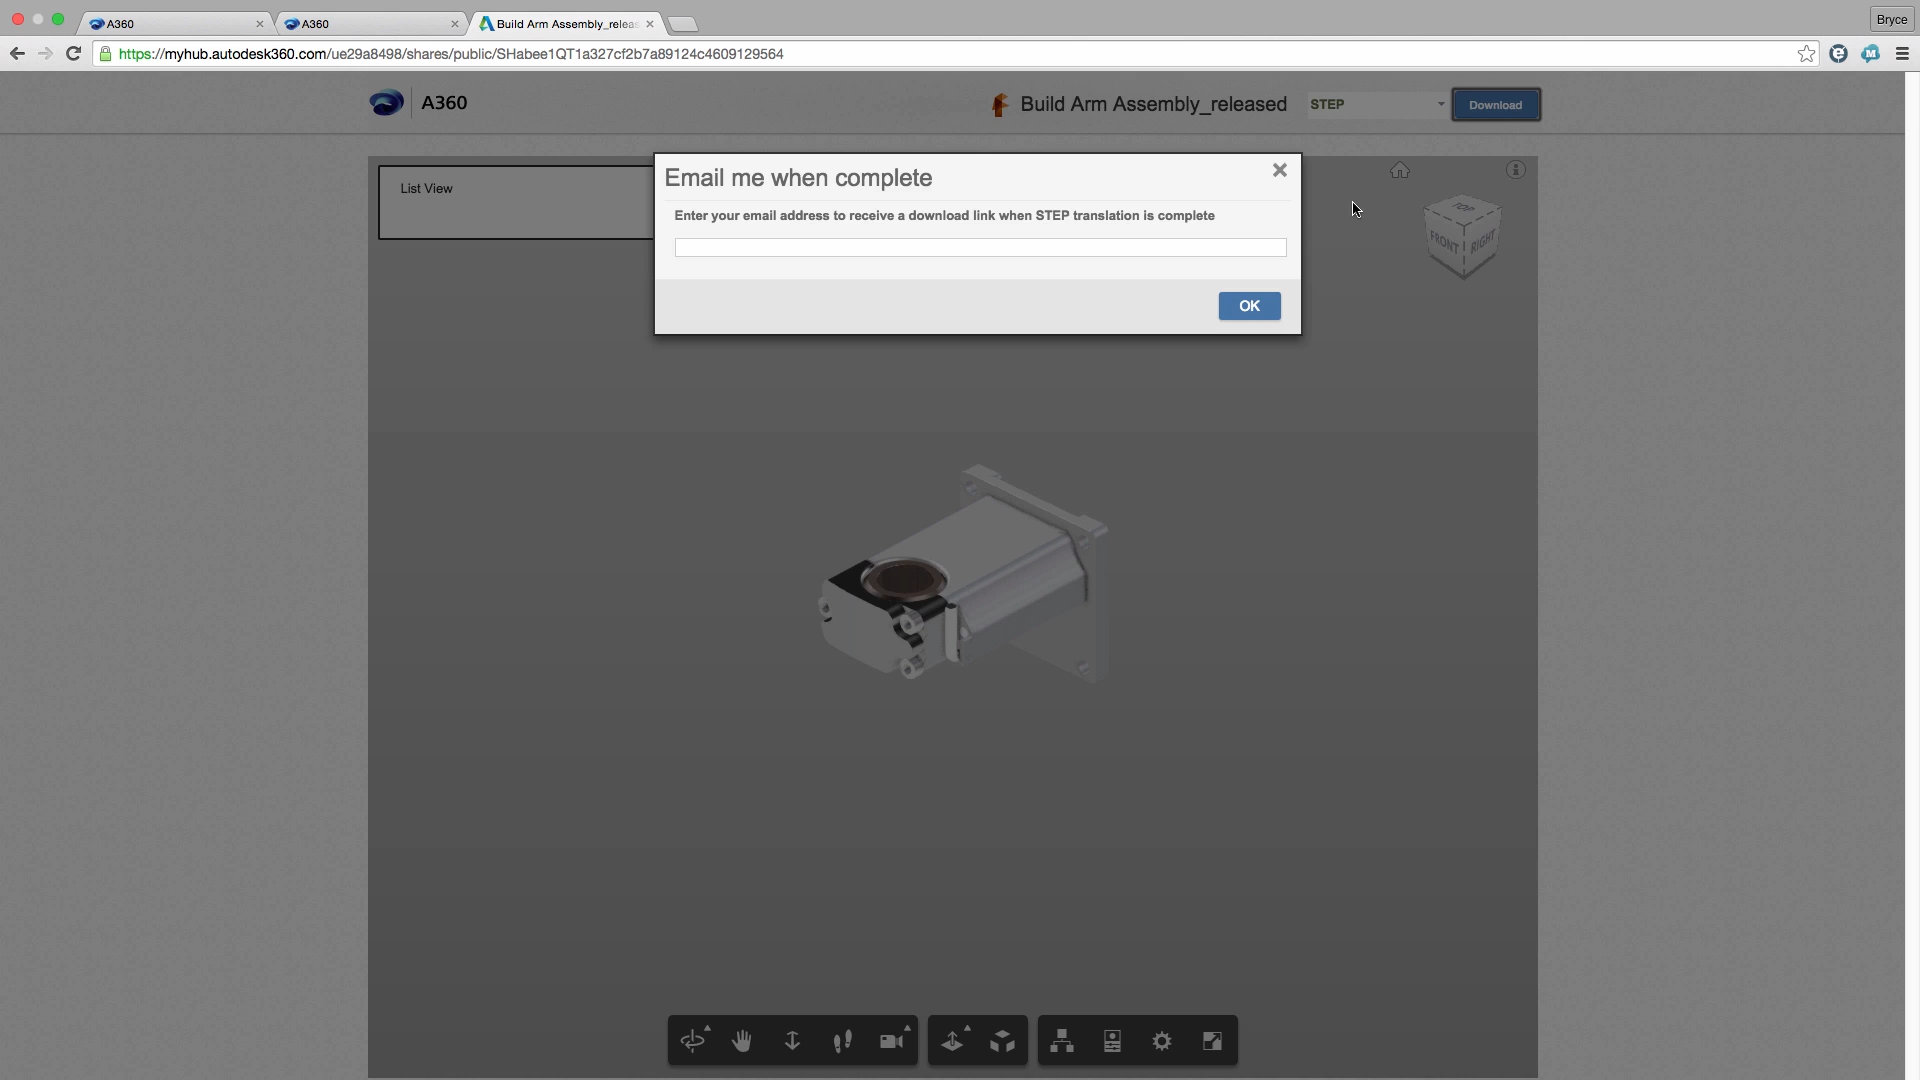 A360
A360
Build Arm Assembly_releas
Bryce
https://myhub.autodesk360.com/ue29a8498/shares/public/SHabee1QT1a327cf2b7a89124c4609129564
A360
Build Arm Assembly_released
STEP
Download
List View
Email me when complete
Enter your email address to receive a download link when STEP translation is complete
OK
TOP
FRONT
RIGHT